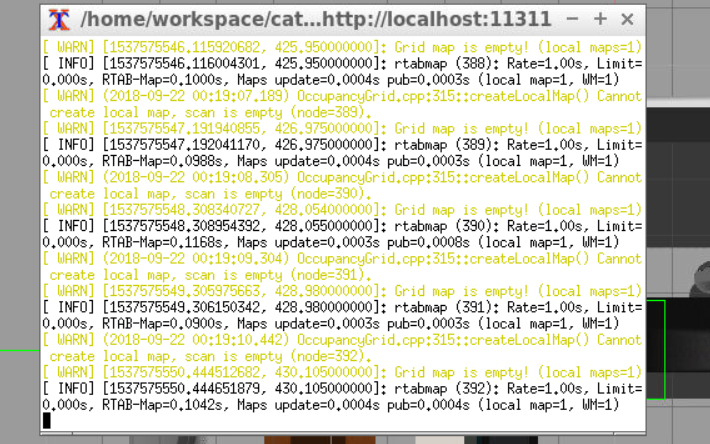 /home/workspace/cat...http://localhost:11311
[ WARN] [1537575546.115920682, 425.950000000]: Grid map is empty! (local maps=1)
[ INFO] [1537575546.116004301, 425.950000000]: rtabmap (388): Rate=1.00s, Limit=
0.000s, RTAB-Map=0.1000s, Maps update=0.0004s pub=0.0003s (local map=1, WM=1)
[ WARN] (2018-09-22 00:19:07.189) OccupancyGrid.cpp:315::createLocalMap() Cannot
create local map, scan is empty (node=389).
[ WARN] [1537575547.191940855, 426.975000000]: Grid map is empty! (local maps=1)
[ INFO] [1537575547.192041170, 426.975000000]: rtabmap (389): Rate=1.00s, Limit=
0.000s, RTAB-Map=0.0988s, Maps update=0.0004s pub=0.0003s (local map=1, WM=1)
[ WARN] (2018-09-22 00:19:08.305) OccupancyGrid.cpp:315::createLocalMap() Cannot
create local map, scan is empty (node=390).
[ WARN] [1537575548.308340727, 428.054000000]: Grid map is empty! (local maps=1)
[ INFO] [1537575548.308954392, 428.055000000]: rtabmap (390): Rate=1.00s, Limit=
0.000s, RTAB-Map=0.1168s, Maps update=0.0003s pub=0.0008s (local map=1, WM=1)
[ WARN] (2018-09-22 00:19:09.304) OccupancyGrid.cpp:315::createLocalMap() Cannot
create local map, scan is empty (node=391).
[ WARN] [1537575549.305975663, 428.980000000]: Grid map is empty! (local maps=1)
[ INFO] [1537575549.306150342, 428.980000000]: rtabmap (391): Rate=1.00s, Limit=
0.000s, RTAB-Map=0.0900s, Maps update=0.0003s pub=0.0003s (local map=1, WM=1)
[ WARN] (2018-09-22 00:19:10.442) OccupancyGrid.cpp:315::createLocalMap() Cannot
create local map, scan is empty (node=392).
[ WARN] [1537575550.444512682, 430.105000000]: Grid map is empty! (local maps=1)
[ INFO] [1537575550.444651879, 430.105000000]: rtabmap (392): Rate=1.00s, Limit=
0.000s, RTAB-Map=0.1042s, Maps update=0.0004s pub=0.0004s (local map=1, WM=1)